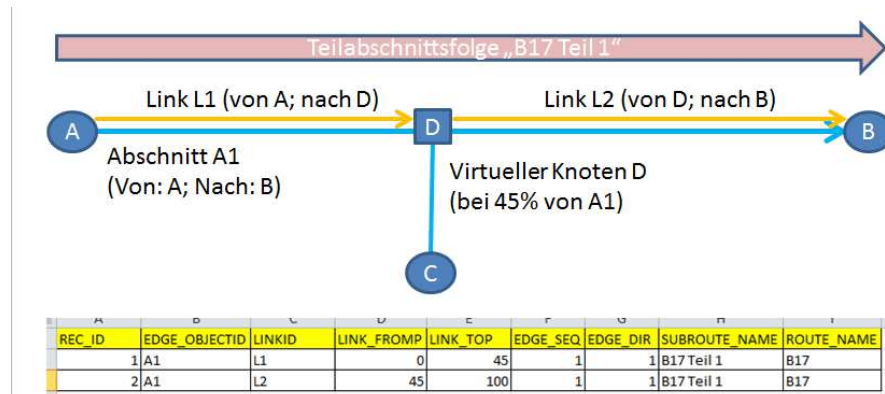 Teilabschnittsfolge „B17 Teil 1“
Link L1 (von A; nach D)
Link L2 (von D; nach B)
A
D
B
Abschnitt A1
(Von: A; Nach: B)
Virtueller Knoten D
(bei 45% von A1)
C
A B C D E F G H I
REC_ID EDGE_OBJECTID LINKID LINK_FROMP LINK_TOP EDGE_SEQ EDGE_DIR SUBROUTE_NAME ROUTE_NAME
1 A1 L1 0 45 1 1 B17 Teil 1 B17
2 A1 L2 45 100 1 1 B17 Teil 1 B17